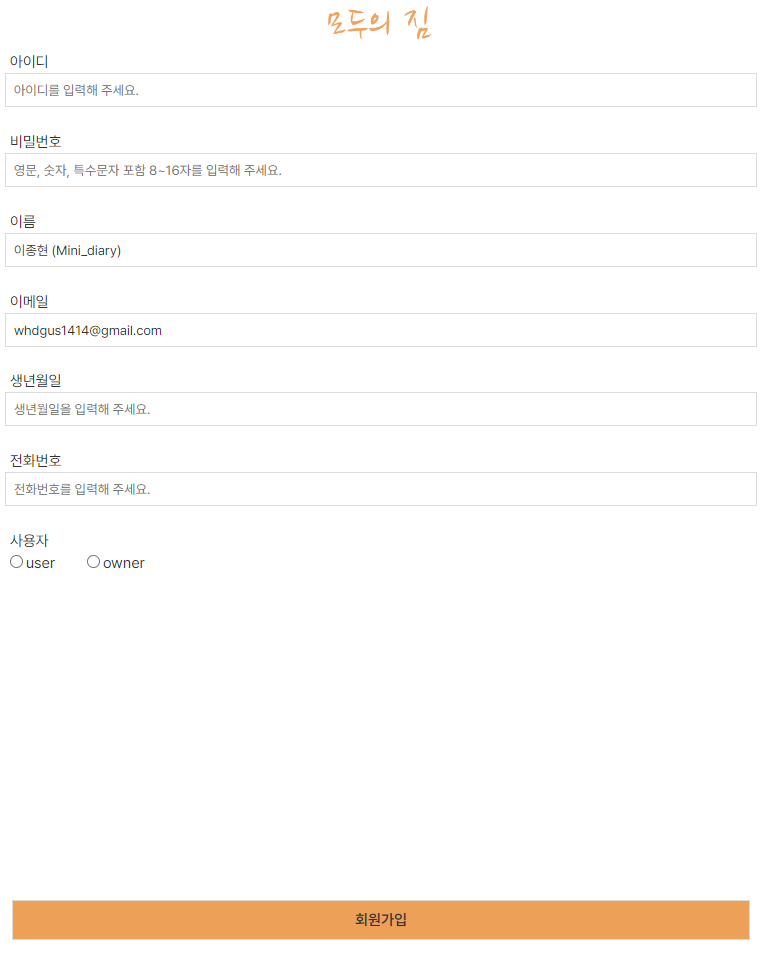 모두의 짐
아이디
아이디를 입력해 주세요.
비밀번호
영문, 숫자, 특수문자 포함 8~16자를 입력해 주세요.
이름
이종현 (Mini_diary)
이메일
whdgus1414@gmail.com
생년월일
생년월일을 입력해 주세요.
전화번호
전화번호를 입력해 주세요.
사용자
user owner
회원가입